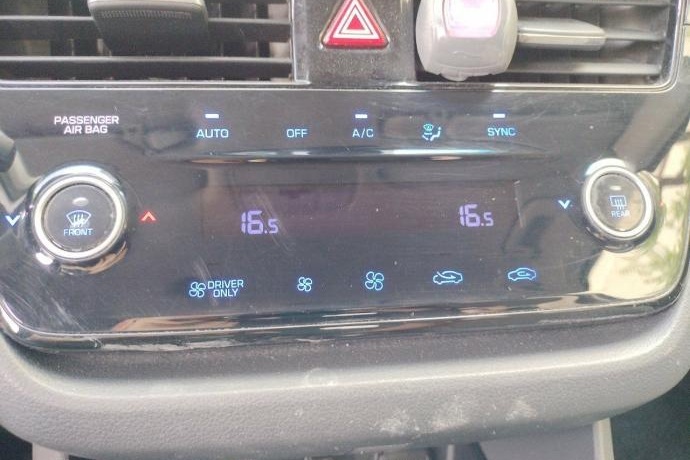 PASSENGER
AIR BAG
AUTO OFF A/C SYNC
FRONT 16.5 16.5 REAR
DRIVER
ONLY